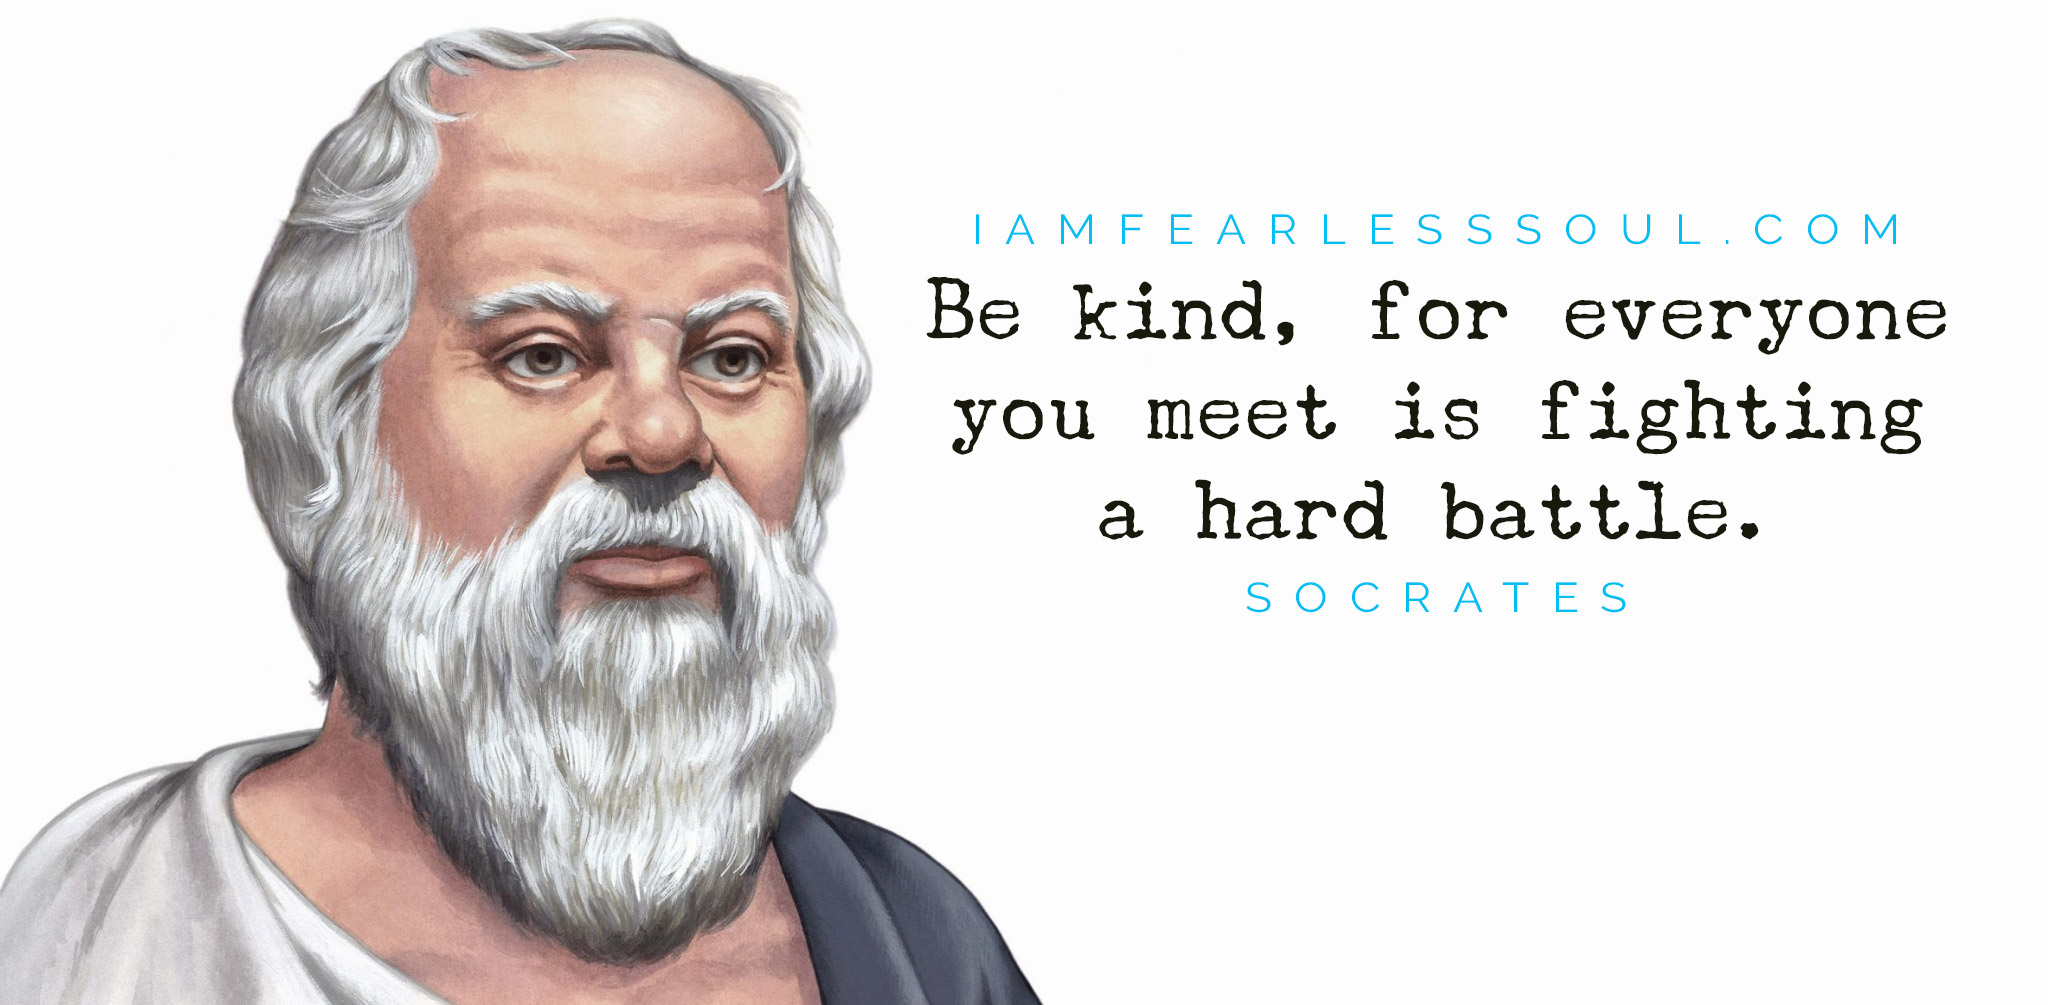 IAMFEARLESSSOUL.COM
Be kind, for everyone
you meet is fighting
a hard battle.
SOCRATES